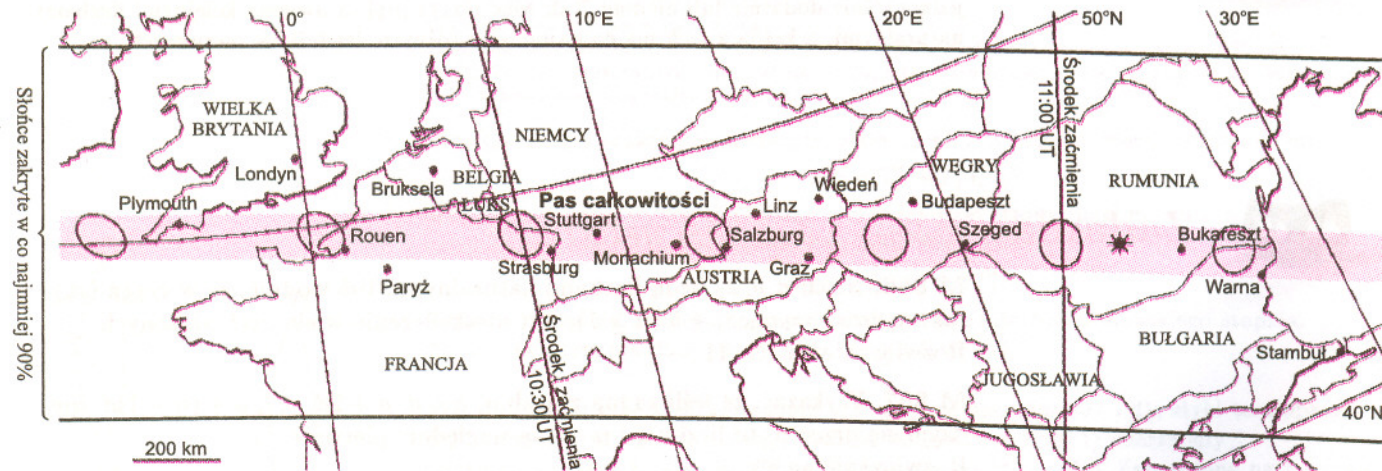 0°
10°E
20°E
50°N
30°E
Słońce zakryte w co najmniej 90%
WIELKA
BRYTANIA
Londyn
Plymouth
NIEMCY
Bruksela
BELGIA
LUKS.
Pas całkowitości
Stuttgart
Rouen
Paryż
Strasburg
Monachium
Linz
Wiedeń
Salzburg
Graz
AUSTRIA
WĘGRY
Budapeszt
Szeged
Środek zaćmienia
11:00 UT
RUMUNIA
Bukareszt
Warna
BUŁGARIA
Stambuł
FRANCJA
Środek zaćmienia
10:30 UT
JUGOSŁAWIA
40°N
200 km